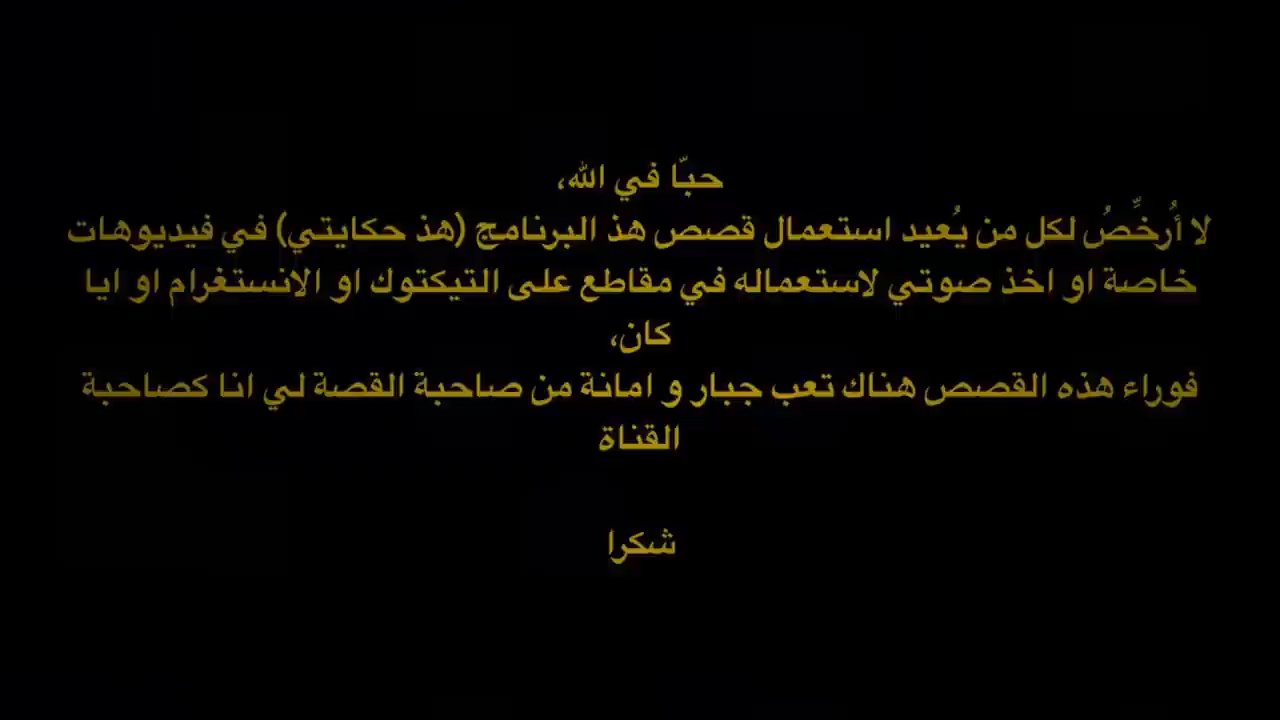 حبّا في الله،
لا أُرخِّصُ لكل من يُعيد استعمال قصص هذ البرنامج (هذ حكايتي) في فيديوهات
خاصة او اخذ صوتي لاستعماله في مقاطع على التيكتوك او الانستغرام او ايا
كان،
فوراء هذه القصص هناك تعب جبار و امانة من صاحبة القصة لي انا كصاحبة
القناة
شكرا